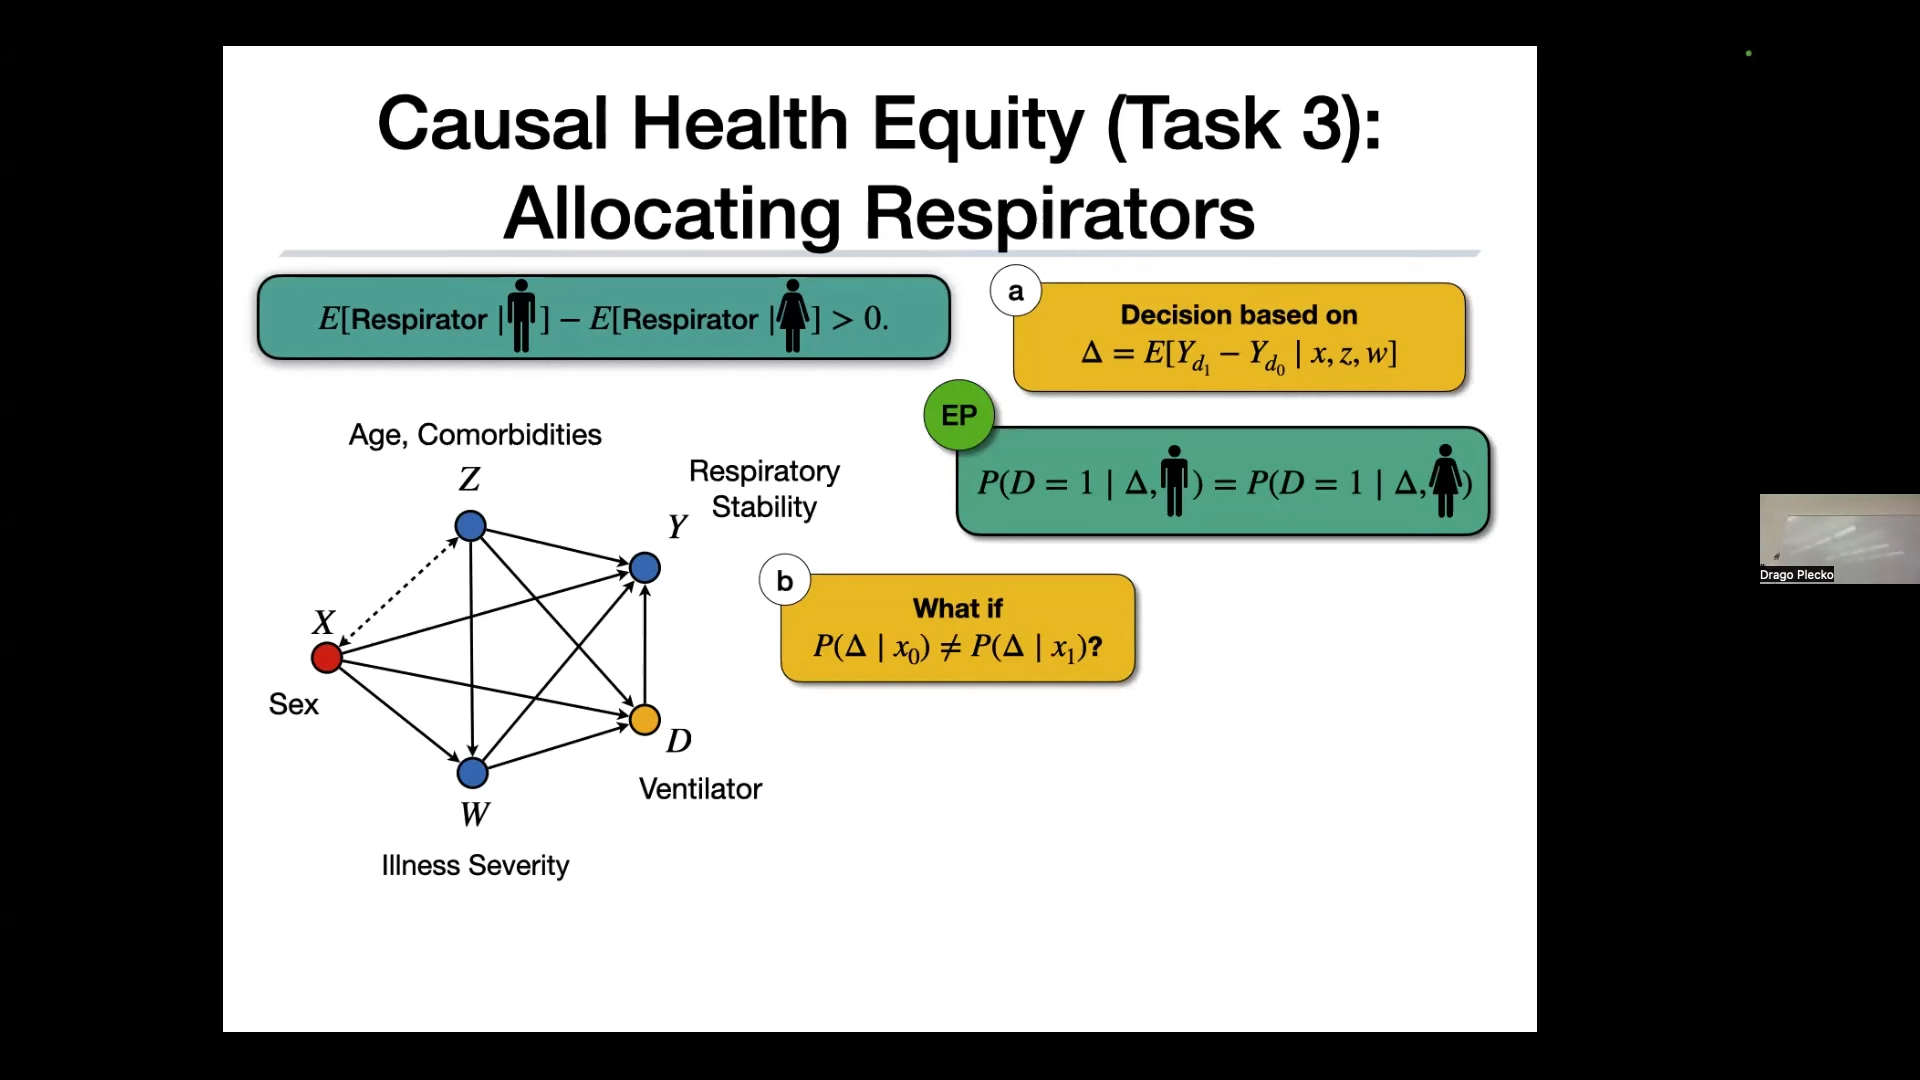 Causal Health Equity (Task 3):
Allocating Respirators
E[Respirator | ] − E[Respirator | ] > 0.
a
Decision based on
Δ = E[Y_{d_1} − Y_{d_0} | x, z, w]
EP
P(D = 1 | Δ, ) = P(D = 1 | Δ, )
Age, Comorbidities
Z
Respiratory
Stability
Y
b
What if
P(Δ | x_0) ≠ P(Δ | x_1)?
X
Sex
D
Ventilator
W
Illness Severity
Drago Plecko